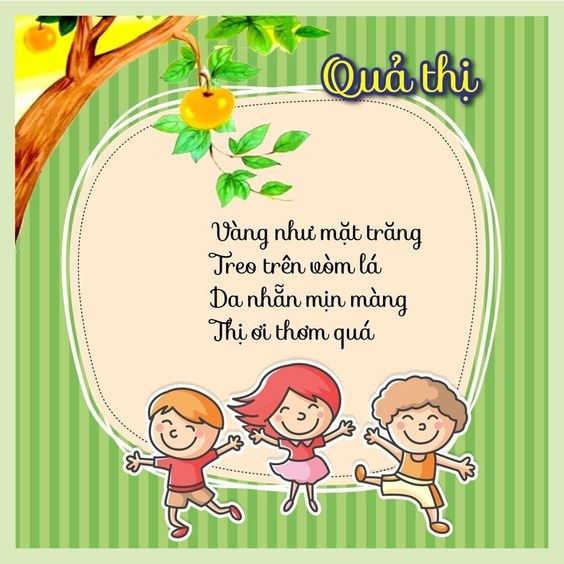 Quả thị
Vàng như mặt trăng
Treo trên vòm lá
Da nhẵn mịn màng
Thị ơi thơm quá